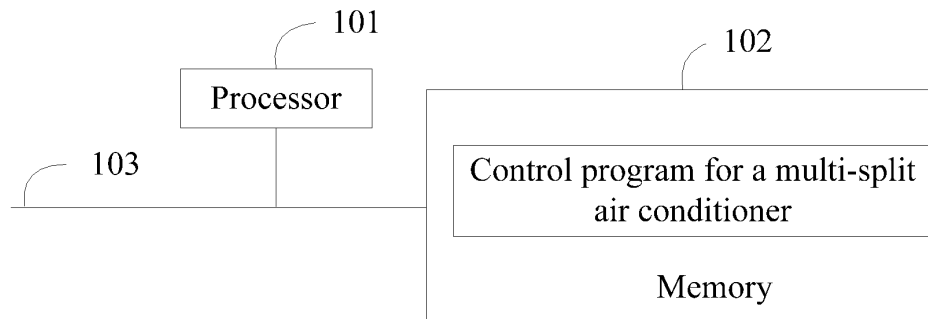 101
102
Processor
103
Control program for a multi-split
air conditioner
Memory